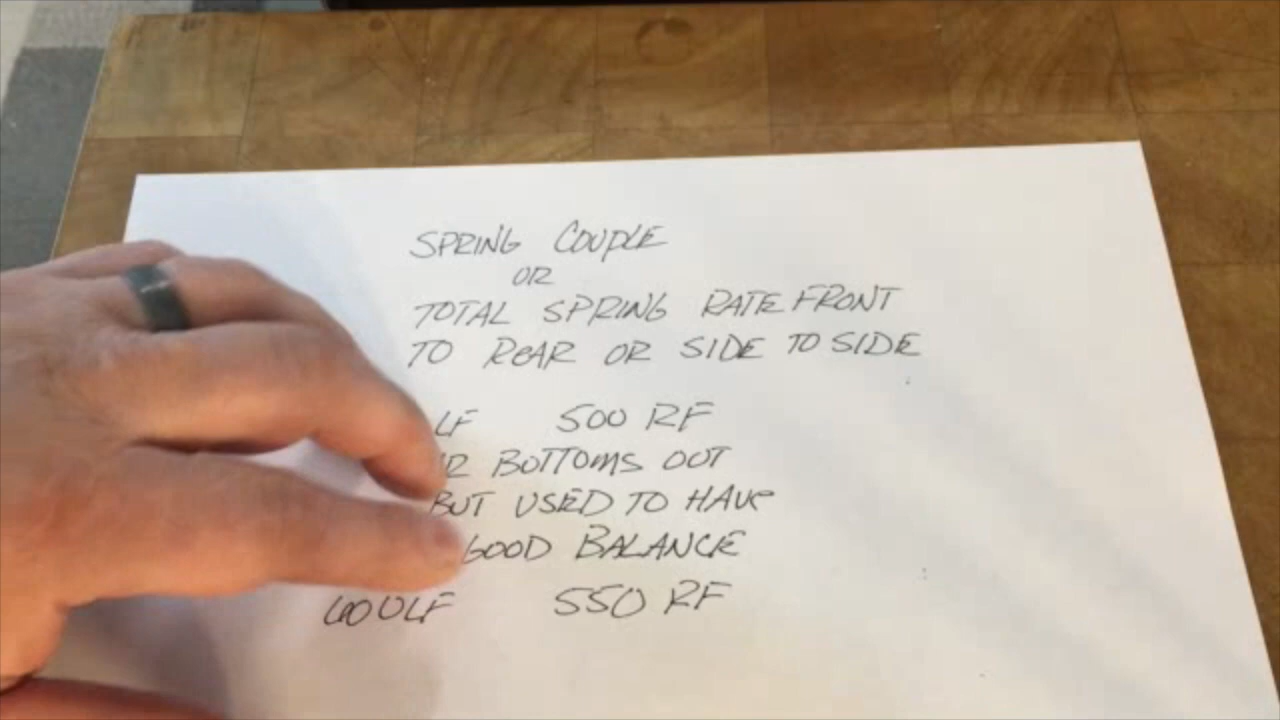 SPRING COUPLE
OR
TOTAL SPRING RATE FRONT
TO REAR OR SIDE TO SIDE
LF 500 RF
BOTTOMS OUT
BUT USED TO HAVE
GOOD BALANCE
600LF 550 RF